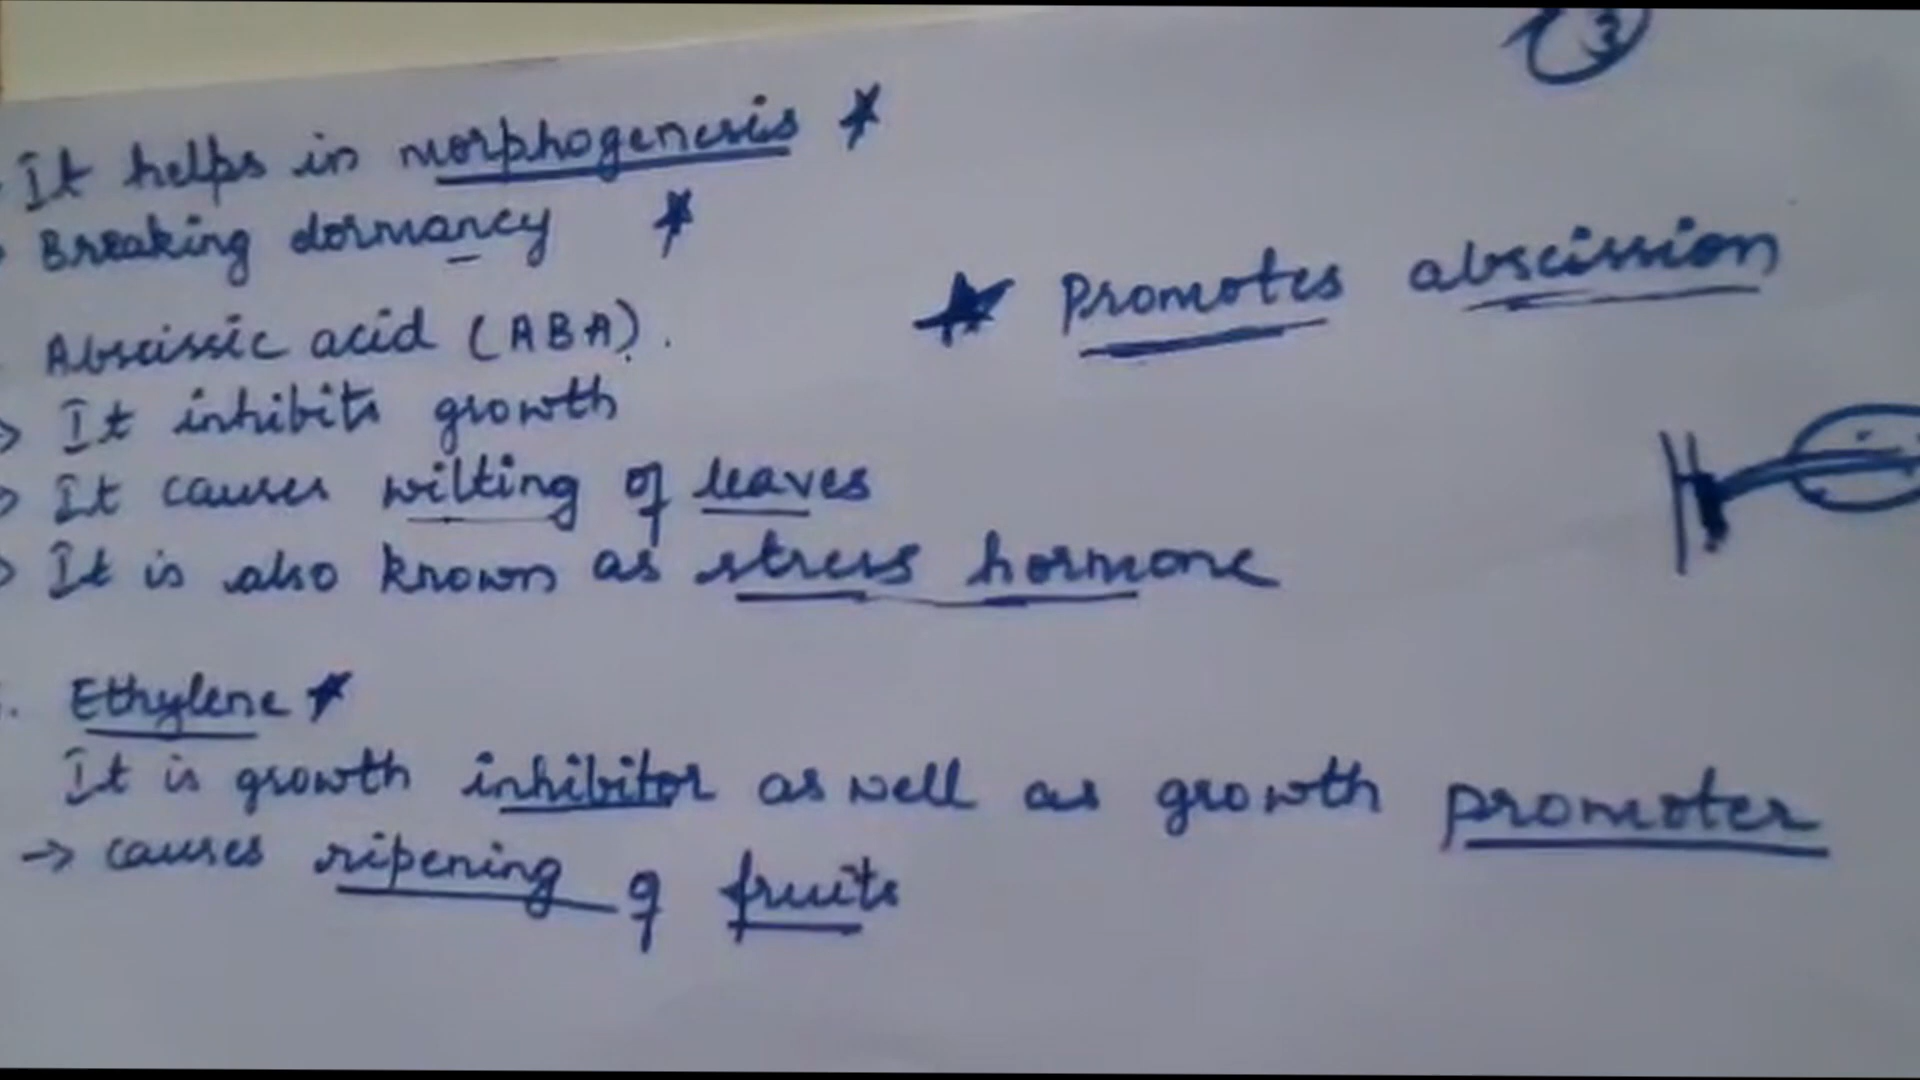 3
It helps in morphogenesis
Breaking dormancy
Promotes abscission
Abscissic acid (ABA).
It inhibits growth
It causes wilting of leaves
It is also known as stress hormone
Ethylene
It is growth inhibitor as well as growth promoter
→ causes ripening of fruits